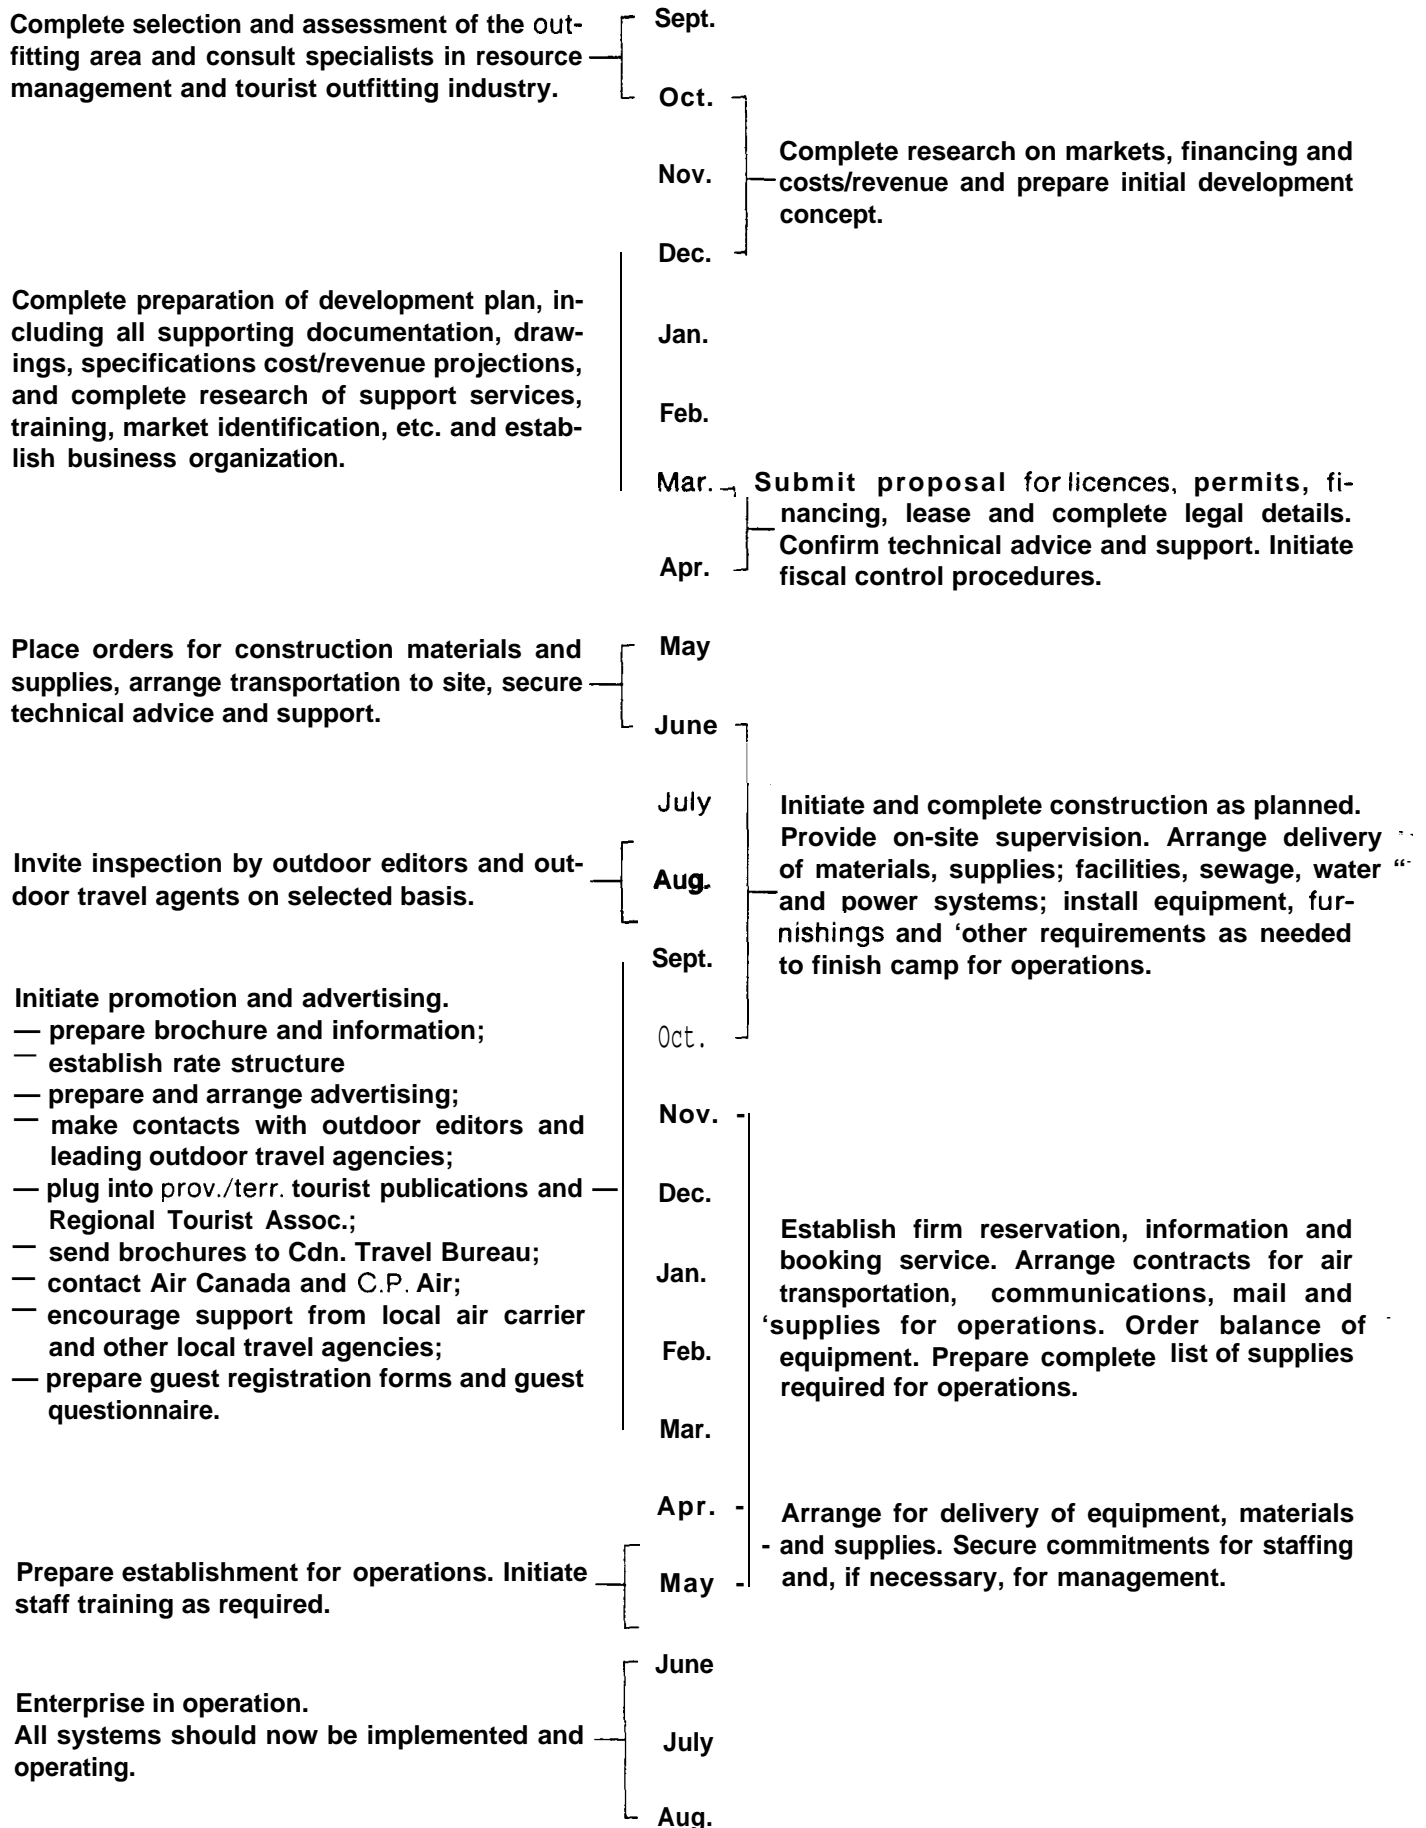 Complete selection and assessment of the out-
fitting area and consult specialists in resource
management and tourist outfitting industry.
Sept.
Oct.
Complete research on markets, financing and
costs/revenue and prepare initial development
concept.
Nov.
Dec.
Complete preparation of development plan, in-
cluding all supporting documentation, draw-
ings, specifications cost/revenue projections,
and complete research of support services,
training, market identification, etc. and estab-
lish business organization.
Jan.
Feb.
Mar.
Submit proposal for licences, permits, fi-
nancing, lease and complete legal details.
Confirm technical advice and support. Initiate
fiscal control procedures.
Apr.
Place orders for construction materials and
supplies, arrange transportation to site, secure
technical advice and support.
May
June
July
Initiate and complete construction as planned.
Provide on-site supervision. Arrange delivery
of materials, supplies; facilities, sewage, water “
and power systems; install equipment, fur-
nishings and ‘other requirements as needed
to finish camp for operations.
Invite inspection by outdoor editors and out-
door travel agents on selected basis.
Aug.
Sept.
Oct.
Initiate promotion and advertising.
— prepare brochure and information;
— establish rate structure
— prepare and arrange advertising;
— make contacts with outdoor editors and
leading outdoor travel agencies;
— plug into prov./terr. tourist publications and
Regional Tourist Assoc.;
— send brochures to Cdn. Travel Bureau;
— contact Air Canada and C.P. Air;
— encourage support from local air carrier
and other local travel agencies;
— prepare guest registration forms and guest
questionnaire.
Nov.
Dec.
Jan.
Feb.
Mar.
Establish firm reservation, information and
booking service. Arrange contracts for air
transportation, communications, mail and
‘supplies for operations. Order balance of
equipment. Prepare complete list of supplies
required for operations.
Apr.
Arrange for delivery of equipment, materials
and supplies. Secure commitments for staffing
and, if necessary, for management.
Prepare establishment for operations. Initiate
staff training as required.
May
June
Enterprise in operation.
All systems should now be implemented and
operating.
July
Aug.